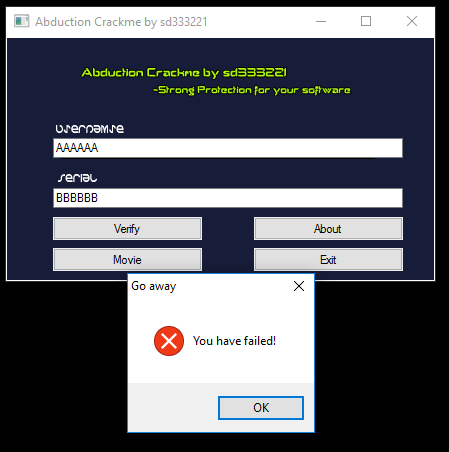 Abduction Crackme by sd333221
Abduction Crackme by sd333221
-Strong Protection for your software
Username
AAAAAA
Serial
BBBBBB
Verify
About
Movie
Exit
Go away
You have failed!
OK